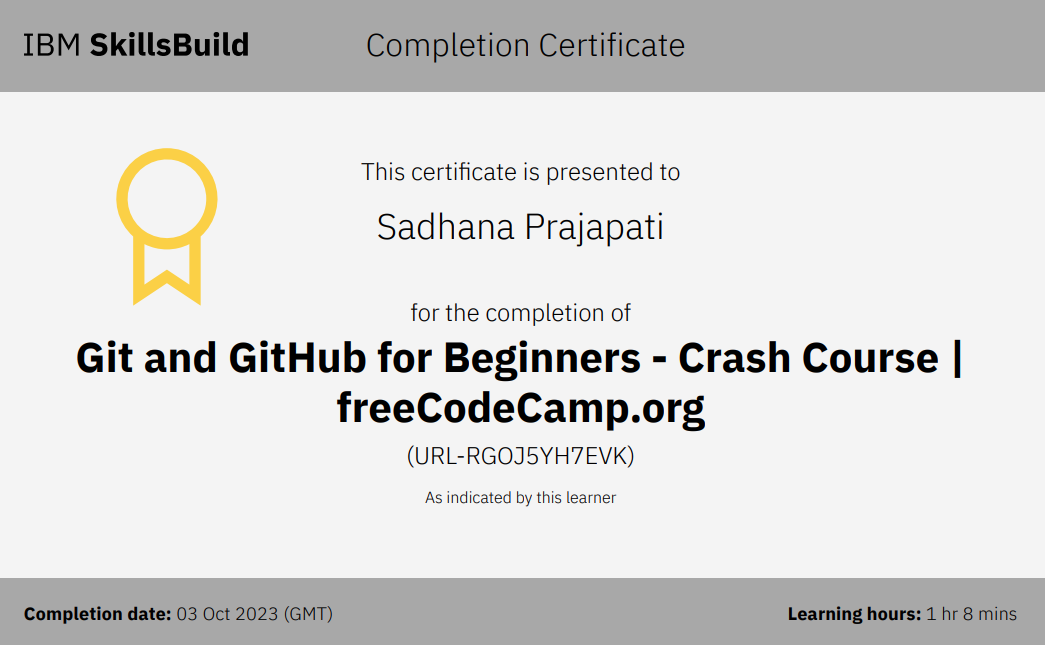 IBM SkillsBuild
Completion Certificate
This certificate is presented to
Sadhana Prajapati
for the completion of
Git and GitHub for Beginners - Crash Course |
freeCodeCamp.org
(URL-RGOJ5YH7EVK)
As indicated by this learner
Completion date: 03 Oct 2023 (GMT)
Learning hours: 1 hr 8 mins